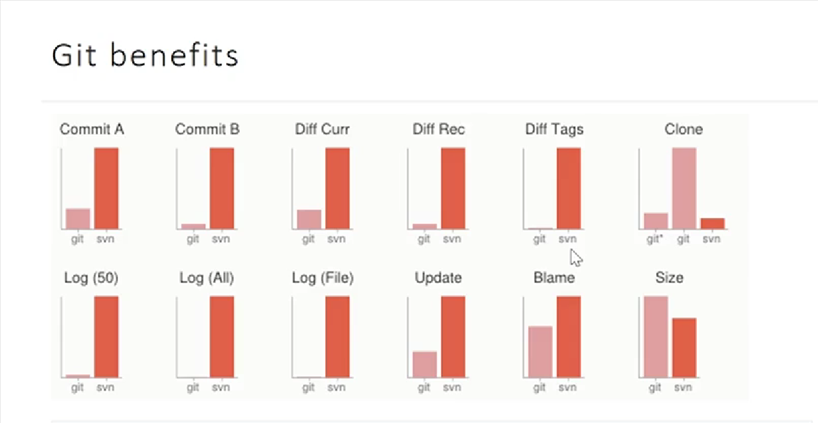 Git benefits
Commit A Commit B Diff Curr Diff Rec Diff Tags Clone
git svn git svn git svn git svn git svn git* git svn
Log (50) Log (All) Log (File) Update Blame Size
git svn git svn git svn git svn git svn git svn